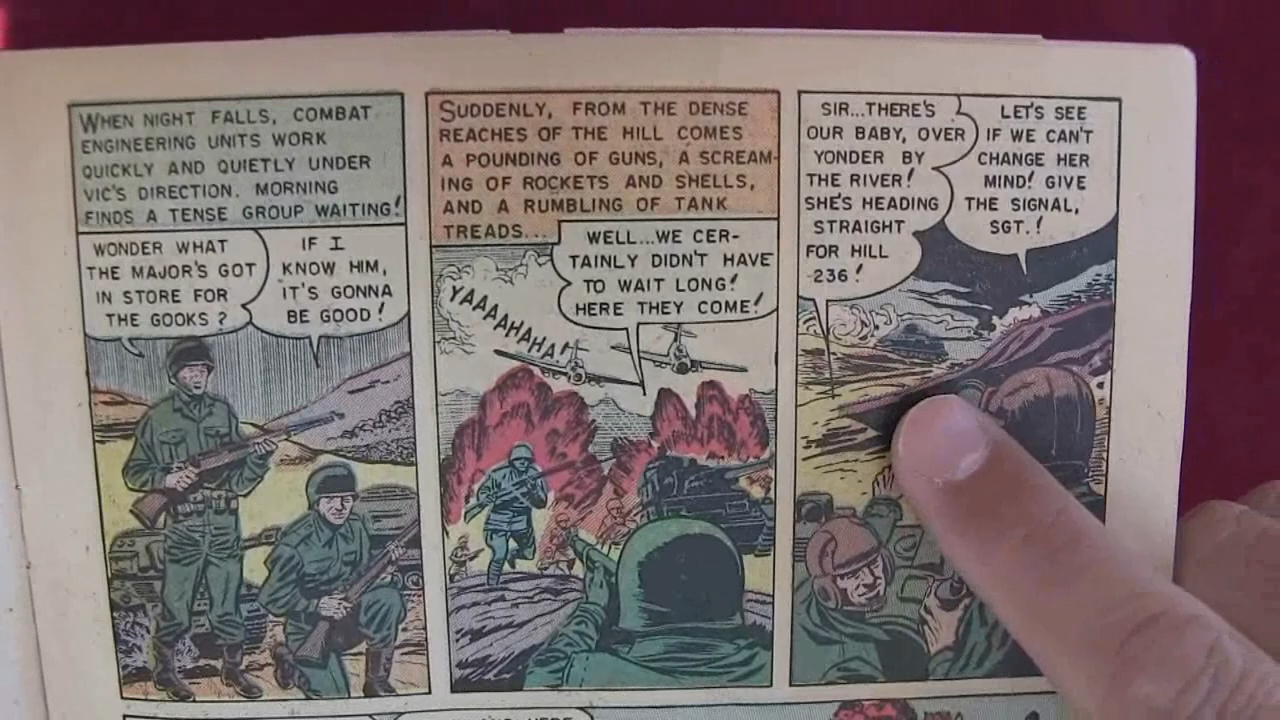 WHEN NIGHT FALLS, COMBAT
ENGINEERING UNITS WORK
QUICKLY AND QUIETLY UNDER
VIC'S DIRECTION. MORNING
FINDS A TENSE GROUP WAITING!
WONDER WHAT
THE MAJOR'S GOT
IN STORE FOR
THE GOOKS?
IF I
KNOW HIM,
IT'S GONNA
BE GOOD!
SUDDENLY, FROM THE DENSE
REACHES OF THE HILL COMES
A POUNDING OF GUNS, A SCREAM-
ING OF ROCKETS AND SHELLS,
AND A RUMBLING OF TANK
TREADS...
WELL...WE CER-
TAINLY DIDN'T HAVE
TO WAIT LONG!
HERE THEY COME!
YAAAAHAHA!
SIR...THERE'S
OUR BABY, OVER
YONDER BY
THE RIVER!
SHE'S HEADING
STRAIGHT
FOR HILL
236!
LET'S SEE
IF WE CAN'T
CHANGE HER
MIND! GIVE
THE SIGNAL,
SGT.!